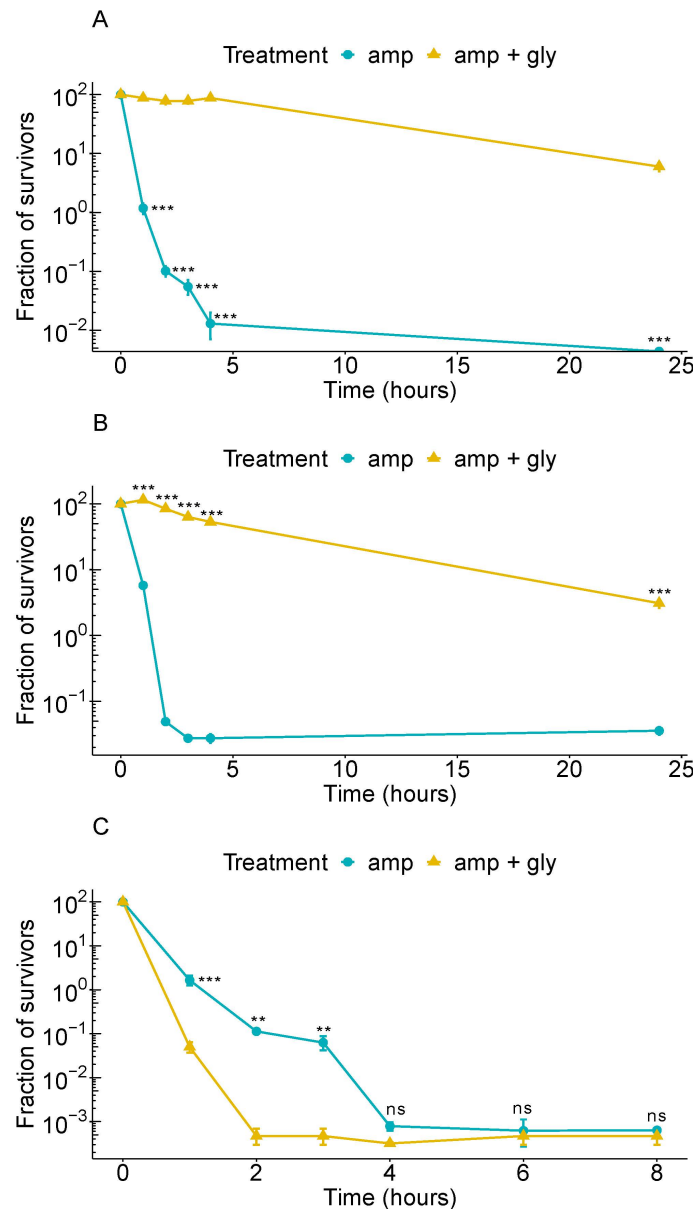 A
Treatment amp amp + gly
Fraction of survivors
10²
10¹
10⁰
10⁻¹
10⁻²
***
***
***
***
***
0 5 10 15 20 25
Time (hours)
B
Treatment amp amp + gly
Fraction of survivors
10²
10¹
10⁰
10⁻¹
***
***
***
***
***
0 5 10 15 20 25
Time (hours)
C
Treatment amp amp + gly
Fraction of survivors
10²
10¹
10⁰
10⁻¹
10⁻²
10⁻³
***
**
**
ns
ns
ns
0 2 4 6 8
Time (hours)